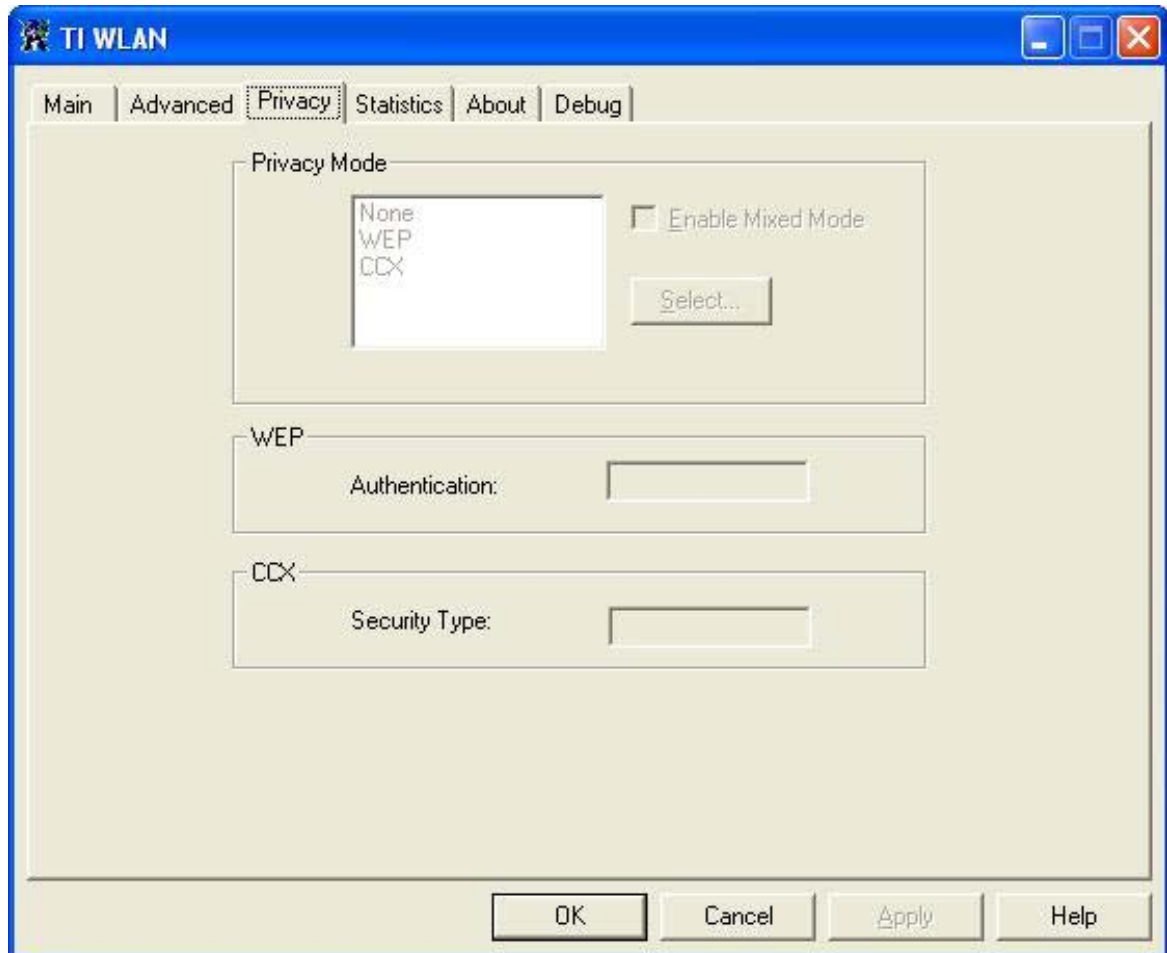 TI WLAN
Main Advanced Privacy Statistics About Debug
Privacy Mode
None
WEP
CCX
Enable Mixed Mode
Select...
WEP
Authentication:
CCX
Security Type:
OK Cancel Apply Help